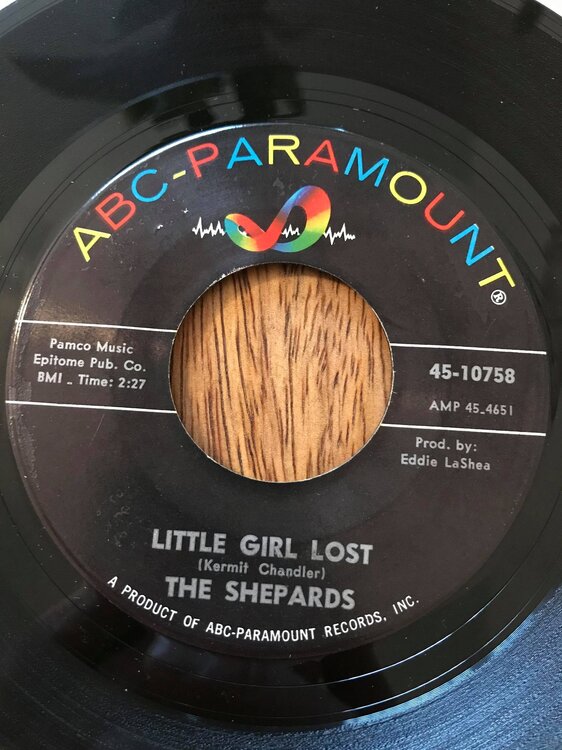 ABC-PARAMOUNT®
Pamco Music
Epitome Pub. Co.
BMI - Time: 2:27
45-10758
AMP 45-4651
Prod. by:
Eddie LaShea
LITTLE GIRL LOST
(Kermit Chandler)
THE SHEPARDS
A PRODUCT OF ABC-PARAMOUNT RECORDS, INC.